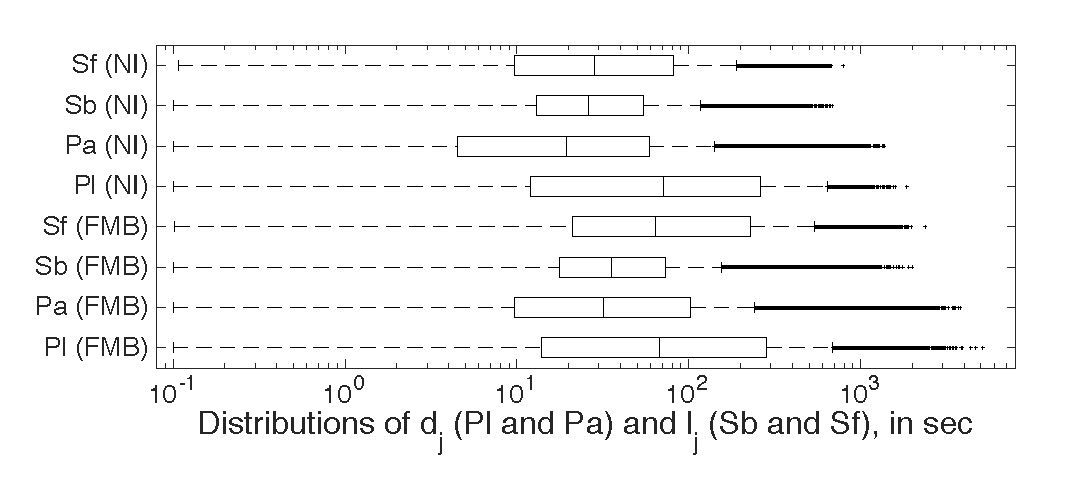 Sf (NI)
Sb (NI)
Pa (NI)
Pl (NI)
Sf (FMB)
Sb (FMB)
Pa (FMB)
Pl (FMB)
10^-1 10^0 10^1 10^2 10^3
Distributions of d_j (Pl and Pa) and l_j (Sb and Sf), in sec